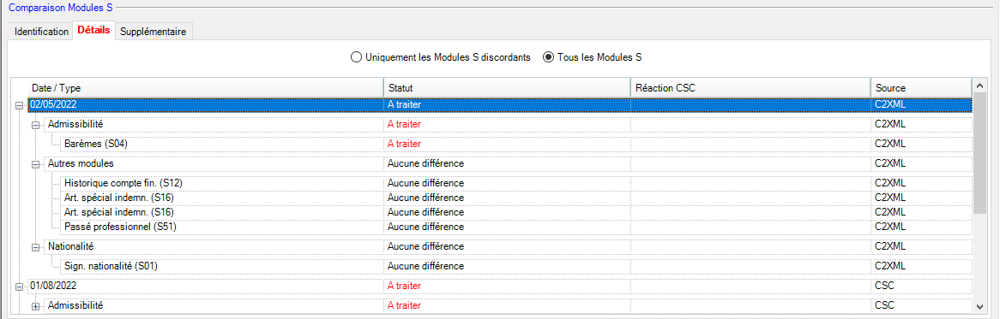 Comparaison Modules S
Identification Détails Supplémentaire
Uniquement les Modules S discordants Tous les Modules S
Date / Type Statut Réaction CSC Source
02/05/2022 A traiter C2XML
Admissibilité A traiter C2XML
Barèmes (S04) A traiter C2XML
Autres modules Aucune différence C2XML
Historique compte fin. (S12) Aucune différence C2XML
Art. spécial indemn. (S16) Aucune différence C2XML
Art. spécial indemn. (S16) Aucune différence C2XML
Passé professionnel (S51) Aucune différence C2XML
Nationalité Aucune différence C2XML
Sign. nationalité (S01) Aucune différence C2XML
01/08/2022 A traiter CSC
Admissibilité A traiter CSC